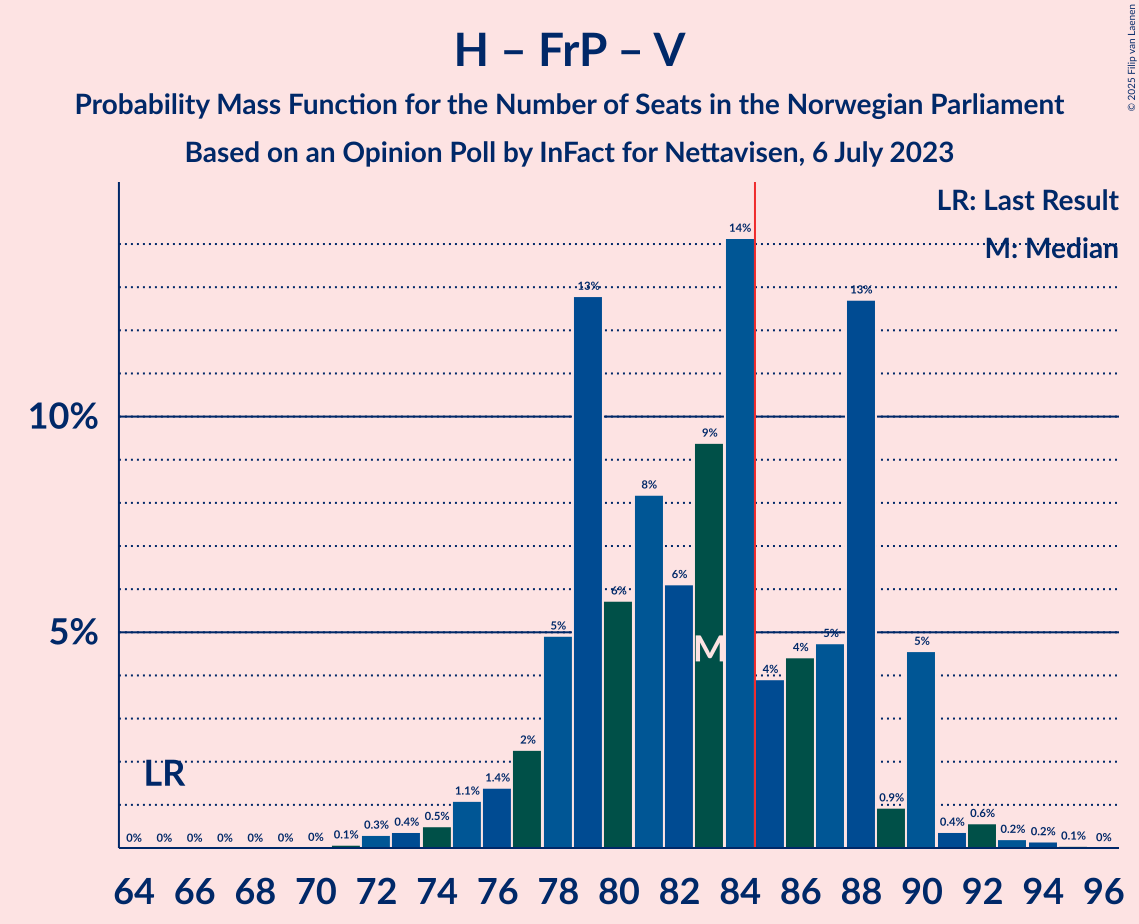 H – FrP – V
Probability Mass Function for the Number of Seats in the Norwegian Parliament
Based on an Opinion Poll by InFact for Nettavisen, 6 July 2023
© 2025 Filip van Laenen
LR: Last Result
M: Median
10%
5%
LR
M
0% 0% 0% 0% 0% 0% 0% 0.1% 0.3% 0.4% 0.5% 1.1% 1.4% 2% 5% 13% 6% 8% 6% 9% 14% 4% 4% 5% 13% 0.9% 5% 0.4% 0.6% 0.2% 0.2% 0.1% 0%
64 66 68 70 72 74 76 78 80 82 84 86 88 90 92 94 96